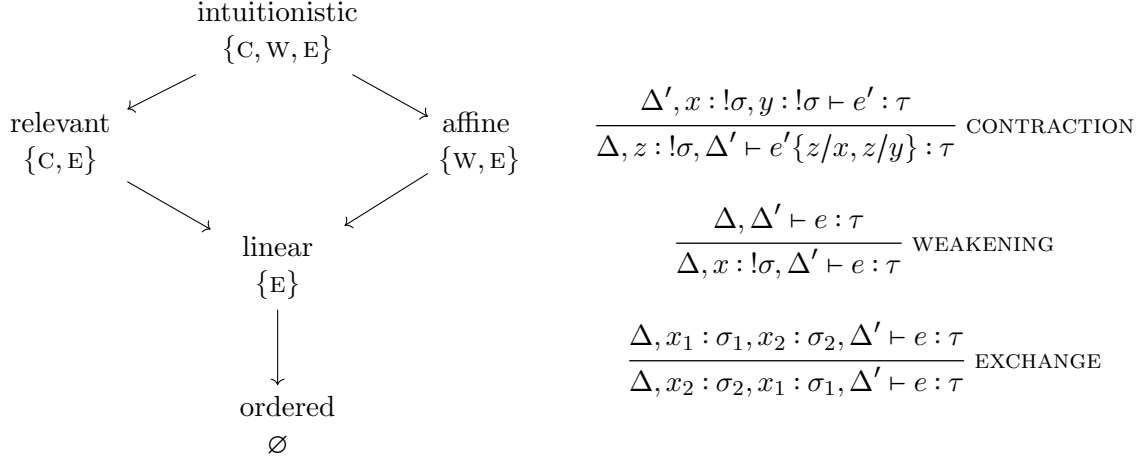 intuitionistic
{C, W, E}
relevant
{C, E}
affine
{W, E}
linear
{E}
ordered
∅
Δ′, x : !σ, y : !σ ⊢ e′ : τ
Δ, z : !σ, Δ′ ⊢ e′{z/x, z/y} : τ
CONTRACTION
Δ, Δ′ ⊢ e : τ
Δ, x : !σ, Δ′ ⊢ e : τ
WEAKENING
Δ, x₁ : σ₁, x₂ : σ₂, Δ′ ⊢ e : τ
Δ, x₂ : σ₂, x₁ : σ₁, Δ′ ⊢ e : τ
EXCHANGE